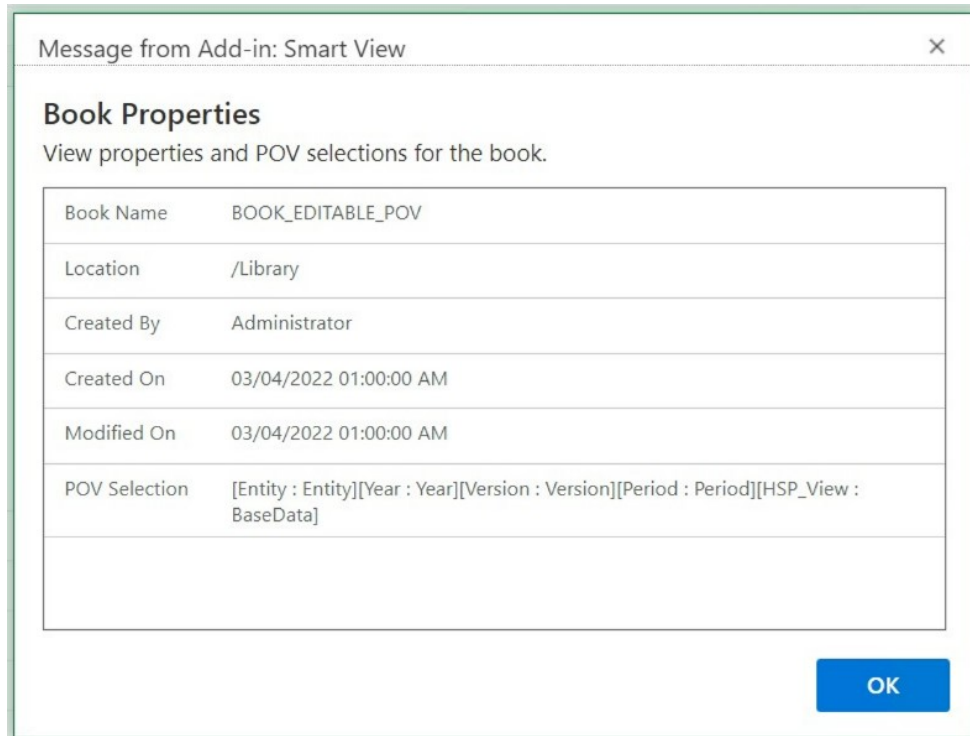 Message from Add-in: Smart View
Book Properties
View properties and POV selections for the book.
Book Name BOOK_EDITABLE_POV
Location /Library
Created By Administrator
Created On 03/04/2022 01:00:00 AM
Modified On 03/04/2022 01:00:00 AM
POV Selection [Entity : Entity][Year : Year][Version : Version][Period : Period][HSP_View :
BaseData]
OK